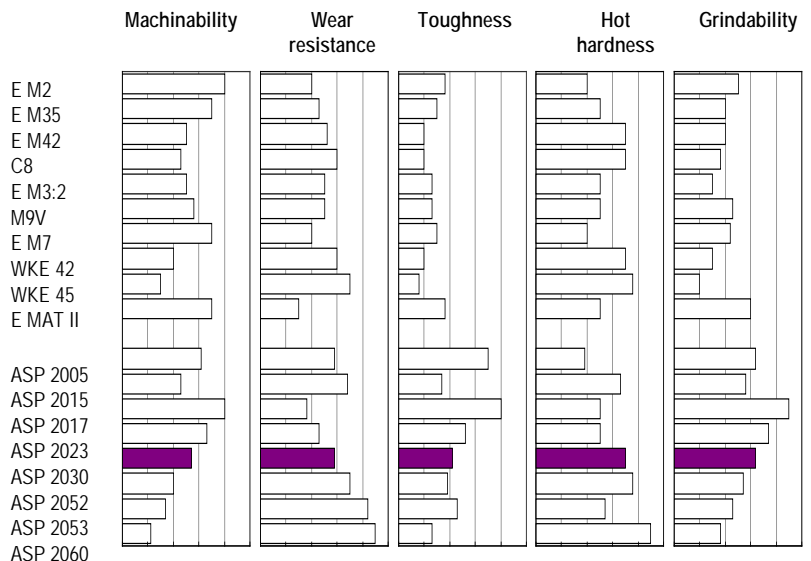 Machinability
Wear
resistance
Toughness
Hot
hardness
Grindability
E M2
E M35
E M42
C8
E M3:2
M9V
E M7
WKE 42
WKE 45
E MAT II
ASP 2005
ASP 2015
ASP 2017
ASP 2023
ASP 2030
ASP 2052
ASP 2053
ASP 2060